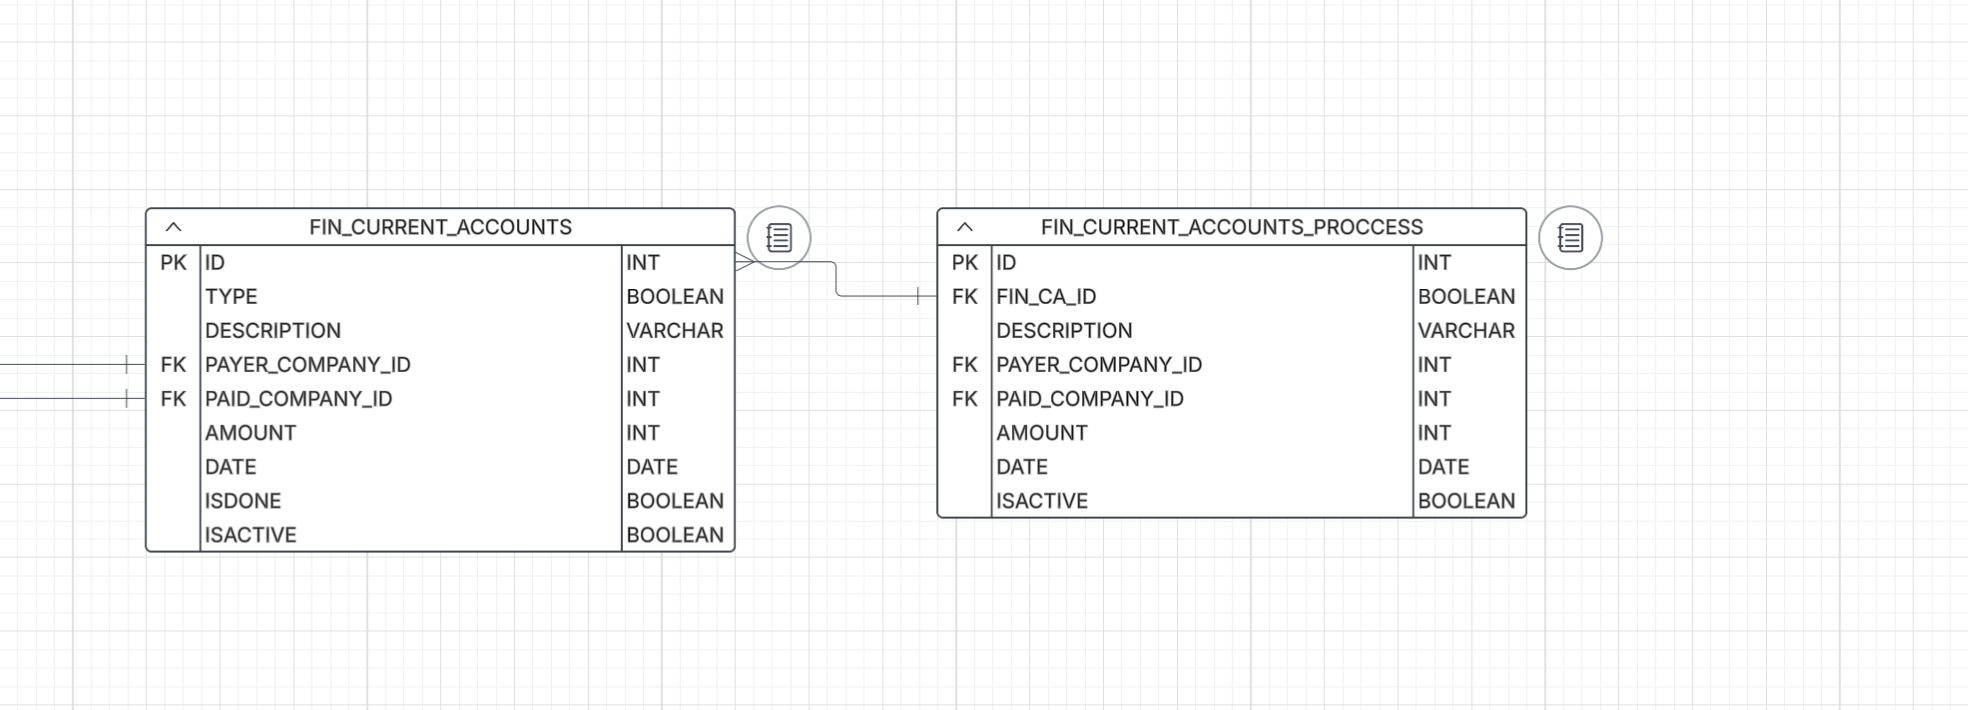 FIN_CURRENT_ACCOUNTS
PK ID INT
TYPE BOOLEAN
DESCRIPTION VARCHAR
FK PAYER_COMPANY_ID INT
FK PAID_COMPANY_ID INT
AMOUNT INT
DATE DATE
ISDONE BOOLEAN
ISACTIVE BOOLEAN
FIN_CURRENT_ACCOUNTS_PROCCESS
PK ID INT
FK FIN_CA_ID BOOLEAN
DESCRIPTION VARCHAR
FK PAYER_COMPANY_ID INT
FK PAID_COMPANY_ID INT
AMOUNT INT
DATE DATE
ISACTIVE BOOLEAN